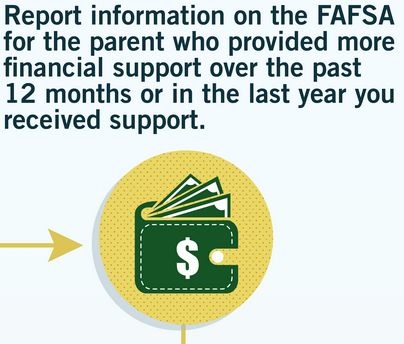 Report information on the FAFSA
for the parent who provided more
financial support over the past
12 months or in the last year you
received support.
$